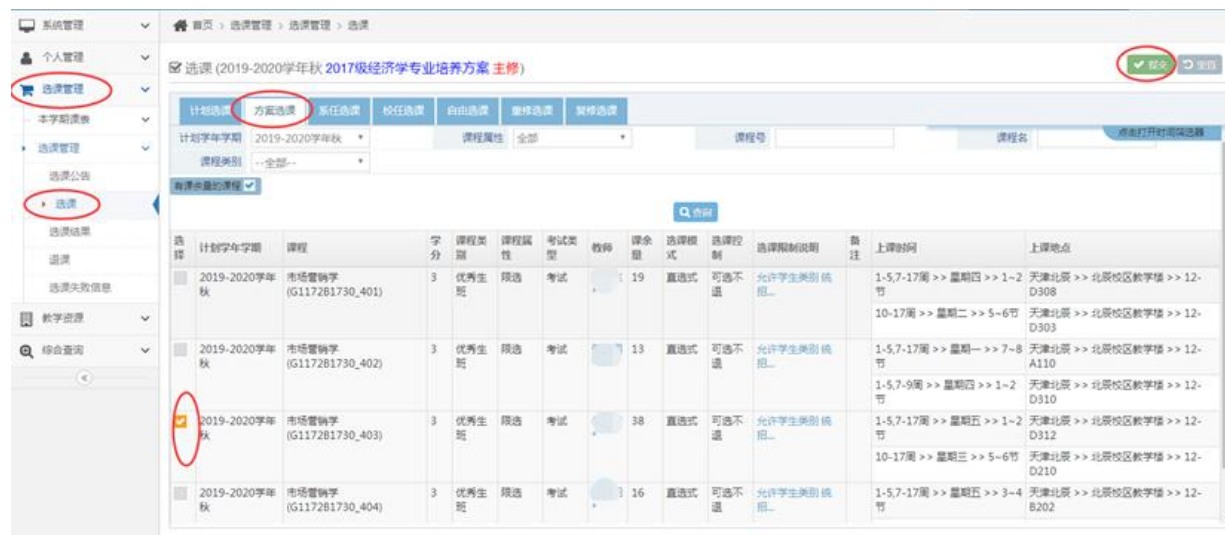 系统管理
首页 > 选课管理 > 选课管理 > 选课
个人管理
选课 (2019-2020学年秋 2017级经济学专业培养方案 主修)
提交
重置
选课管理
计划选课 方案选课 系任选课 校任选课 自由选课 重修选课 复修选课
本学期课表
选课管理
选课公告
选课
选课结果
退课
选课失败信息
教学资源
综合查询
计划学年学期 2019-2020学年秋 课程属性 全部 课程号 课程名
点击打开时间筛选器
课程类别 --全部--
有课余量的课程
查询
选择 计划学年学期 课程 学分 课程类别 课程属性 考试类型 教师 课余量 选课模式 选课控制 选课限制说明 备注 上课时间 上课地点
2019-2020学年秋 市场营销学 (G1172B1730_401) 3 优秀生班 限选 考试 19 直选式 可选不退 允许学生类别 统招... 1-5,7-17周 >> 星期四 >> 1~2节 天津北辰 >> 北辰校区教学楼 >> 12-D308
10-17周 >> 星期二 >> 5~6节 天津北辰 >> 北辰校区教学楼 >> 12-D303
2019-2020学年秋 市场营销学 (G1172B1730_402) 3 优秀生班 限选 考试 13 直选式 可选不退 允许学生类别 统招... 1-5,7-17周 >> 星期一 >> 7~8节 天津北辰 >> 北辰校区教学楼 >> 12-A110
1-5,7-9周 >> 星期四 >> 1~2节 天津北辰 >> 北辰校区教学楼 >> 12-D310
2019-2020学年秋 市场营销学 (G1172B1730_403) 3 优秀生班 限选 考试 38 直选式 可选不退 允许学生类别 统招... 1-5,7-17周 >> 星期五 >> 1~2节 天津北辰 >> 北辰校区教学楼 >> 12-D312
10-17周 >> 星期三 >> 5~6节 天津北辰 >> 北辰校区教学楼 >> 12-D210
2019-2020学年秋 市场营销学 (G1172B1730_404) 3 优秀生班 限选 考试 16 直选式 可选不退 允许学生类别 统招... 1-5,7-17周 >> 星期五 >> 3~4节 天津北辰 >> 北辰校区教学楼 >> 12-B202